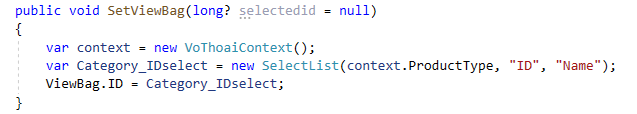 public void SetViewBag(long? selectedid = null)
{
var context = new VoThoaiContext();
var Category_IDselect = new SelectList(context.ProductType, "ID", "Name");
ViewBag.ID = Category_IDselect;
}